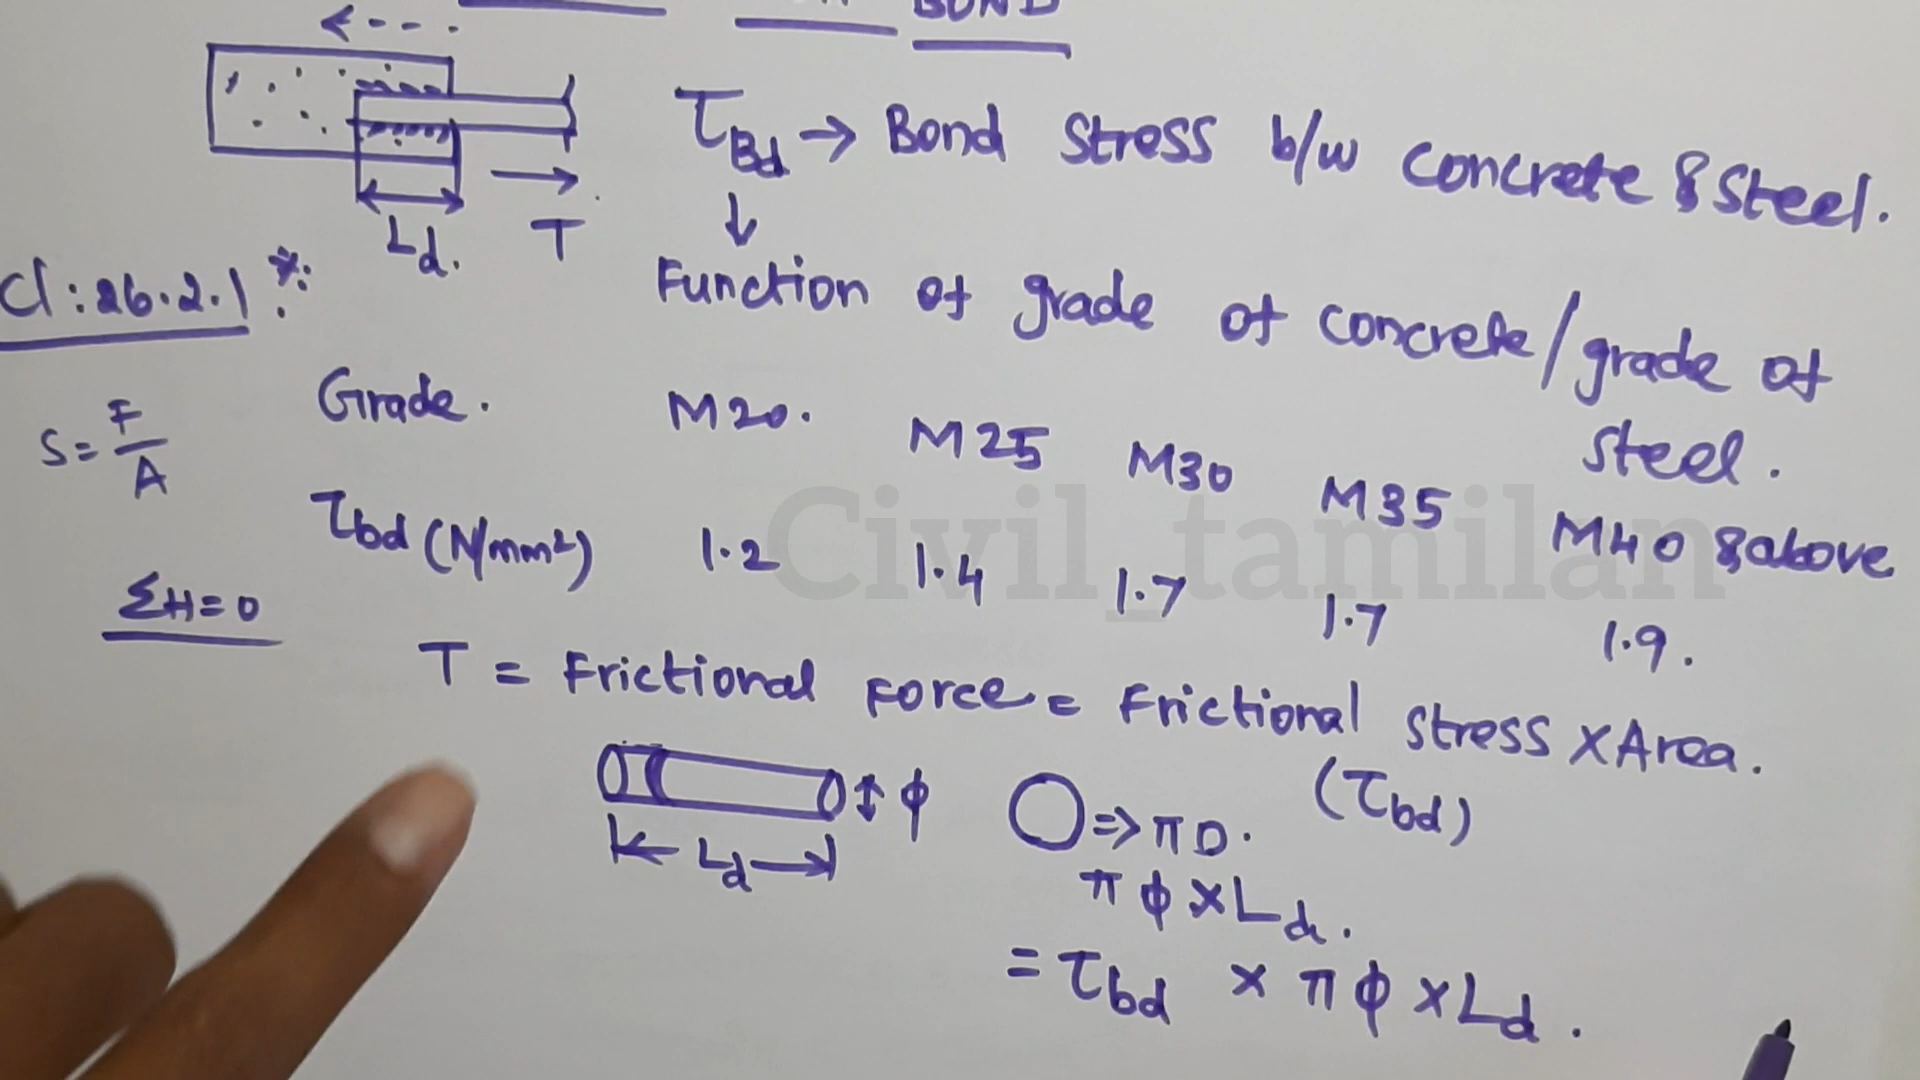 BOND
τBd → Bond Stress b/w Concrete & Steel.
T
Ld.
Cl:26.2.1 *:
Function of grade of concrete/grade of
Steel.
S = F/A
Grade. M20. M25 M30 M35 M40 & above
τbd (N/mm²) 1.2 1.4 1.7 1.7 1.9.
Civil_tamilan
ΣH=0
T = Frictional Force = Frictional Stress × Area.
(τbd)
φ
Ld
⇒ πD.
πφ × Ld.
= τbd × πφ × Ld.